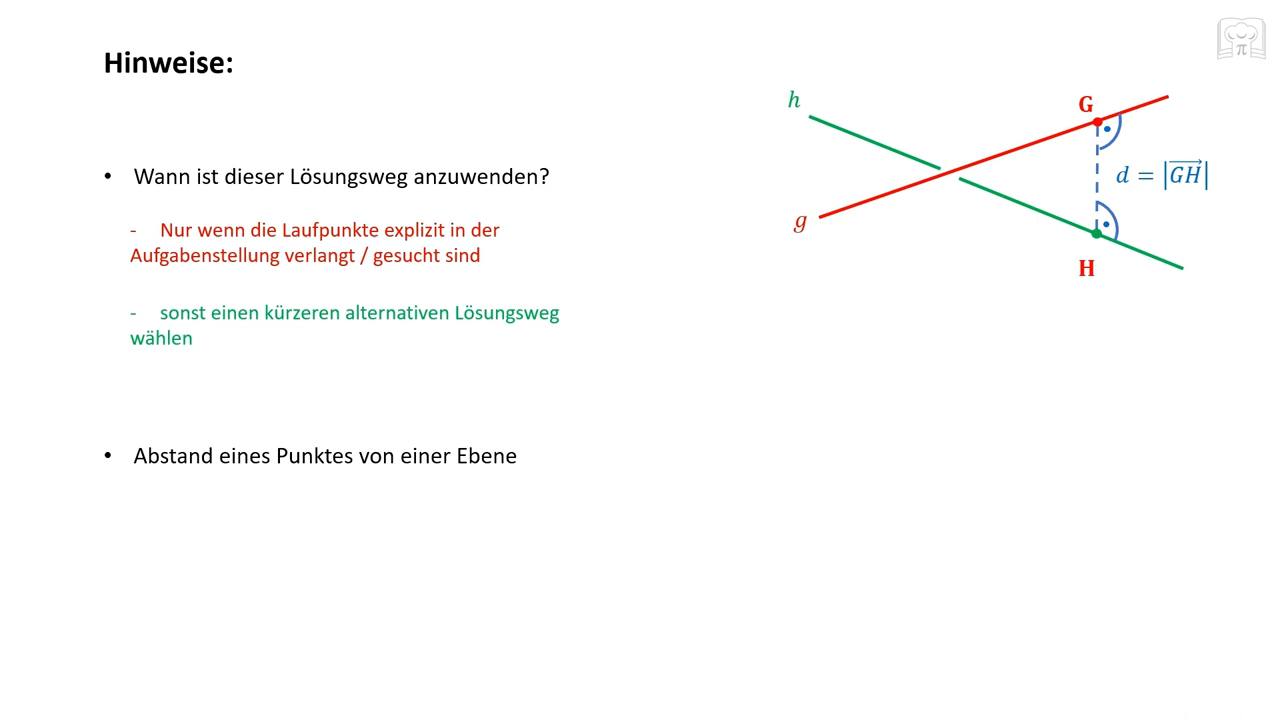 Hinweise:
• Wann ist dieser Lösungsweg anzuwenden?
- Nur wenn die Laufpunkte explizit in der
Aufgabenstellung verlangt / gesucht sind
- sonst einen kürzeren alternativen Lösungsweg
wählen
• Abstand eines Punktes von einer Ebene
h
G
d = |\overrightarrow{GH}|
g
H
π